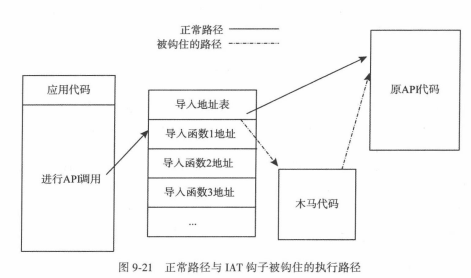 正常路径
被钩住的路径
应用代码
进行API调用
导入地址表
导入函数1地址
导入函数2地址
导入函数3地址
...
原API代码
木马代码
图 9-21 正常路径与 IAT 钩子被钩住的执行路径